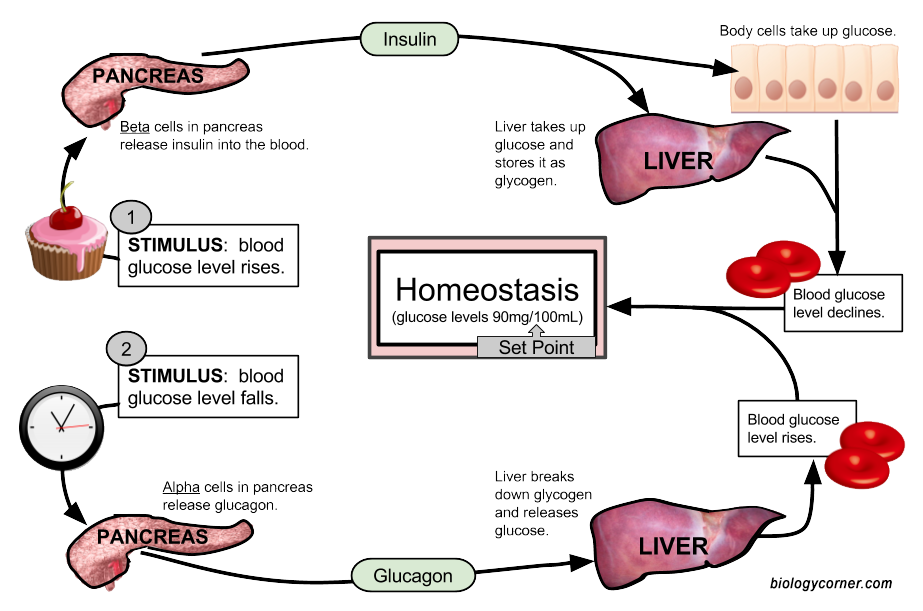 Insulin
Body cells take up glucose.
PANCREAS
Beta cells in pancreas
release insulin into the blood.
Liver takes up
glucose and
stores it as
glycogen.
LIVER
1
STIMULUS: blood
glucose level rises.
Homeostasis
(glucose levels 90mg/100mL)
Set Point
Blood glucose
level declines.
2
STIMULUS: blood
glucose level falls.
Blood glucose
level rises.
Alpha cells in pancreas
release glucagon.
Liver breaks
down glycogen
and releases
glucose.
PANCREAS
LIVER
Glucagon
biologycorner.com